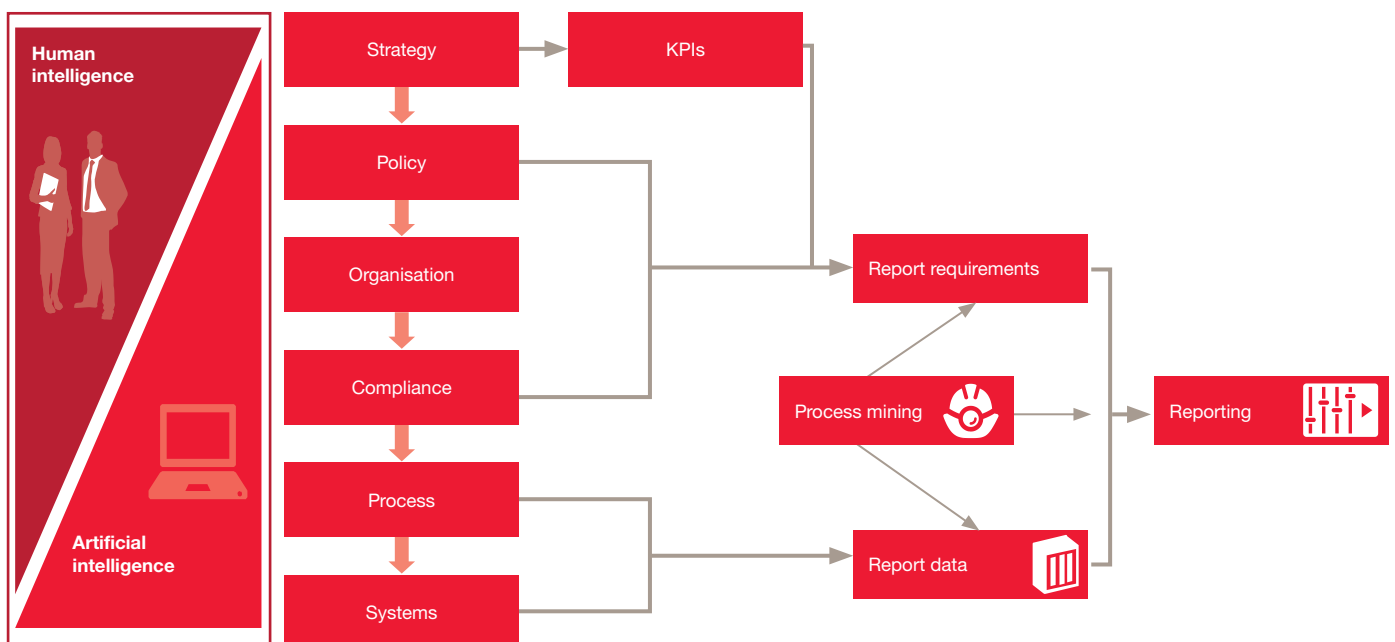 Human
intelligence
Artificial
intelligence
Strategy
KPIs
Policy
Organisation
Compliance
Process
Systems
Report requirements
Process mining
Report data
Reporting